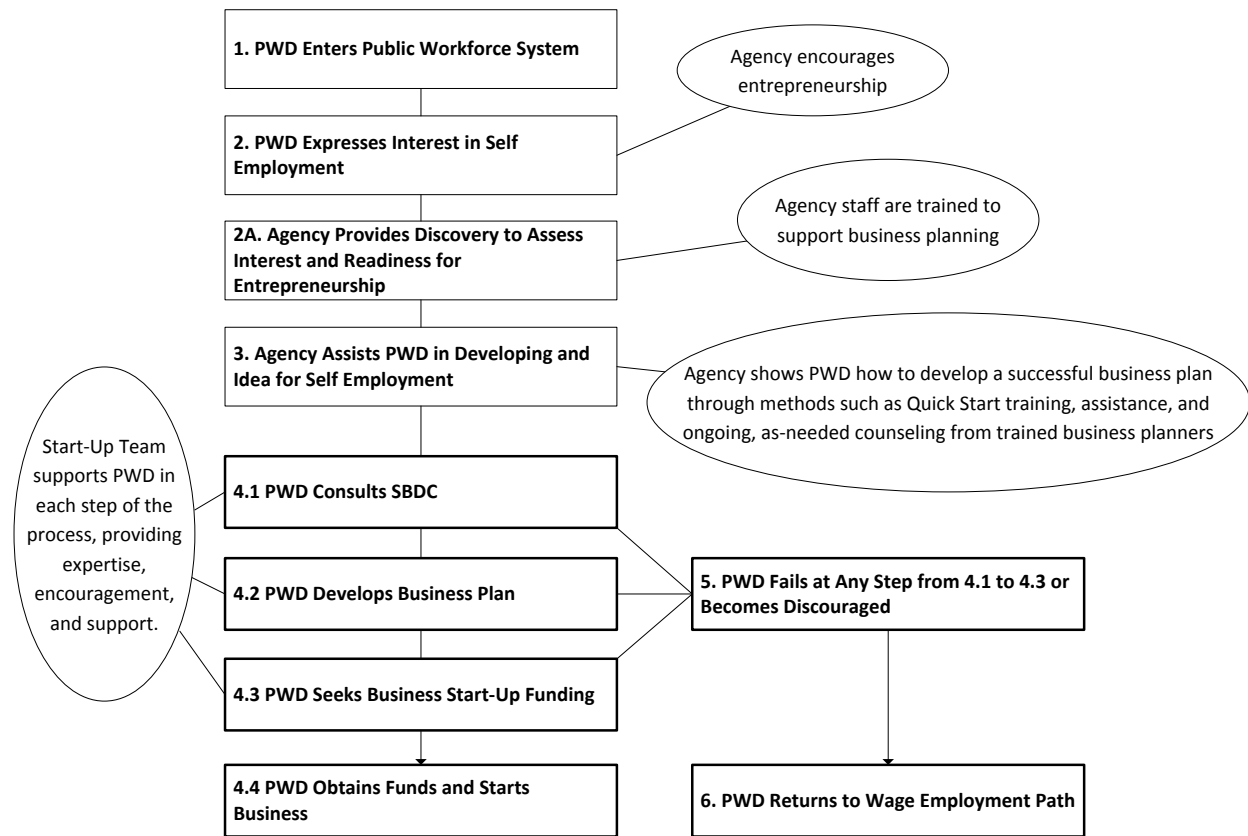 1. PWD Enters Public Workforce System
Agency encourages
entrepreneurship
2. PWD Expresses Interest in Self
Employment
Agency staff are trained to
support business planning
2A. Agency Provides Discovery to Assess
Interest and Readiness for
Entrepreneurship
3. Agency Assists PWD in Developing and
Idea for Self Employment
Agency shows PWD how to develop a successful business plan
through methods such as Quick Start training, assistance, and
ongoing, as-needed counseling from trained business planners
Start-Up Team
supports PWD in
each step of the
process, providing
expertise,
encouragement,
and support.
4.1 PWD Consults SBDC
4.2 PWD Develops Business Plan
5. PWD Fails at Any Step from 4.1 to 4.3 or
Becomes Discouraged
4.3 PWD Seeks Business Start-Up Funding
4.4 PWD Obtains Funds and Starts
Business
6. PWD Returns to Wage Employment Path